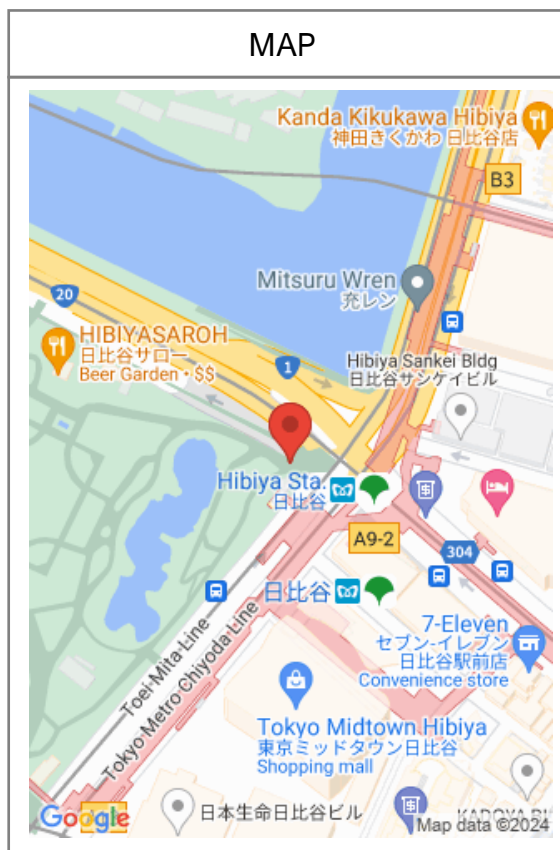 MAP
Kanda Kikukawa Hibiya
神田きくかわ 日比谷店
B3
Mitsuru Wren
充レン
20
HIBIYASAROH
日比谷サロー
Beer Garden・$$
1
Hibiya Sankei Bldg
日比谷サンケイビル
Hibiya Sta.
日比谷
A9-2
304
日比谷
7-Eleven
セブン-イレブン
日比谷駅前店
Convenience store
Toei-Mita-Line
Tokyo Metro Chiyoda Line
Tokyo Midtown Hibiya
東京ミッドタウン日比谷
Shopping mall
日本生命日比谷ビル
Google
Map data ©2024